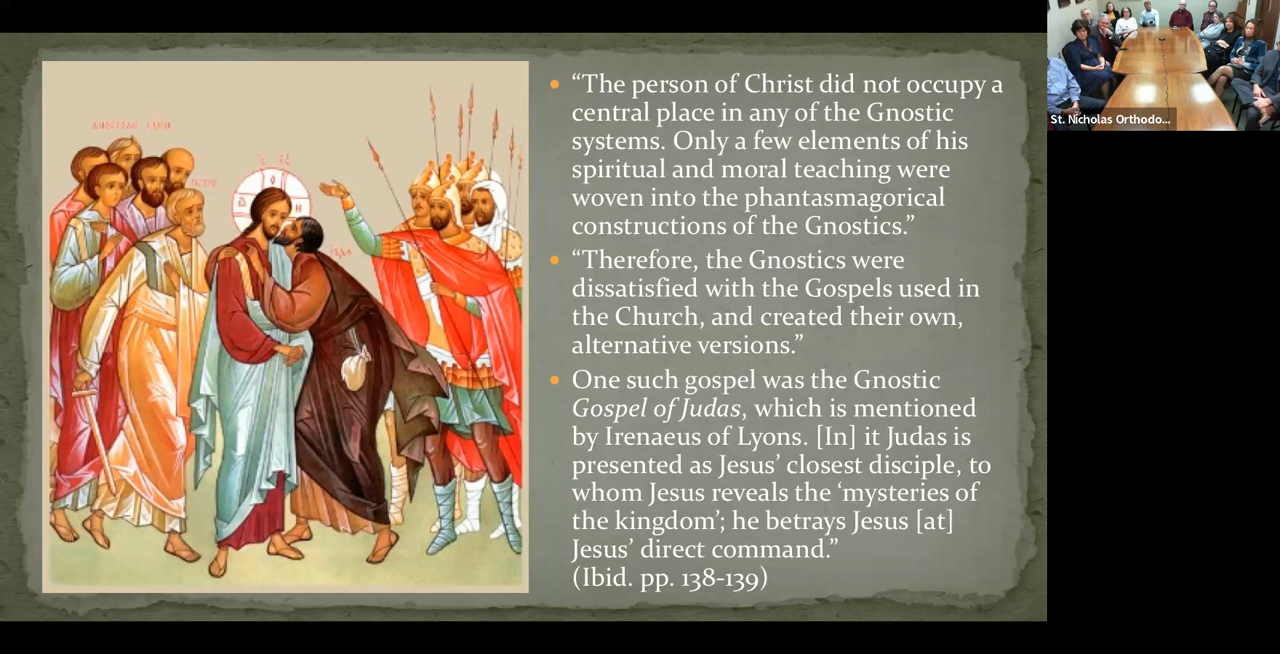 “The person of Christ did not occupy a
central place in any of the Gnostic
systems. Only a few elements of his
spiritual and moral teaching were
woven into the phantasmagorical
constructions of the Gnostics.”
“Therefore, the Gnostics were
dissatisfied with the Gospels used in
the Church, and created their own,
alternative versions.”
One such gospel was the Gnostic
Gospel of Judas, which is mentioned
by Irenaeus of Lyons. [In] it Judas is
presented as Jesus’ closest disciple, to
whom Jesus reveals the ‘mysteries of
the kingdom’; he betrays Jesus [at]
Jesus’ direct command.”
(Ibid. pp. 138-139)
St. Nicholas Orthodo...